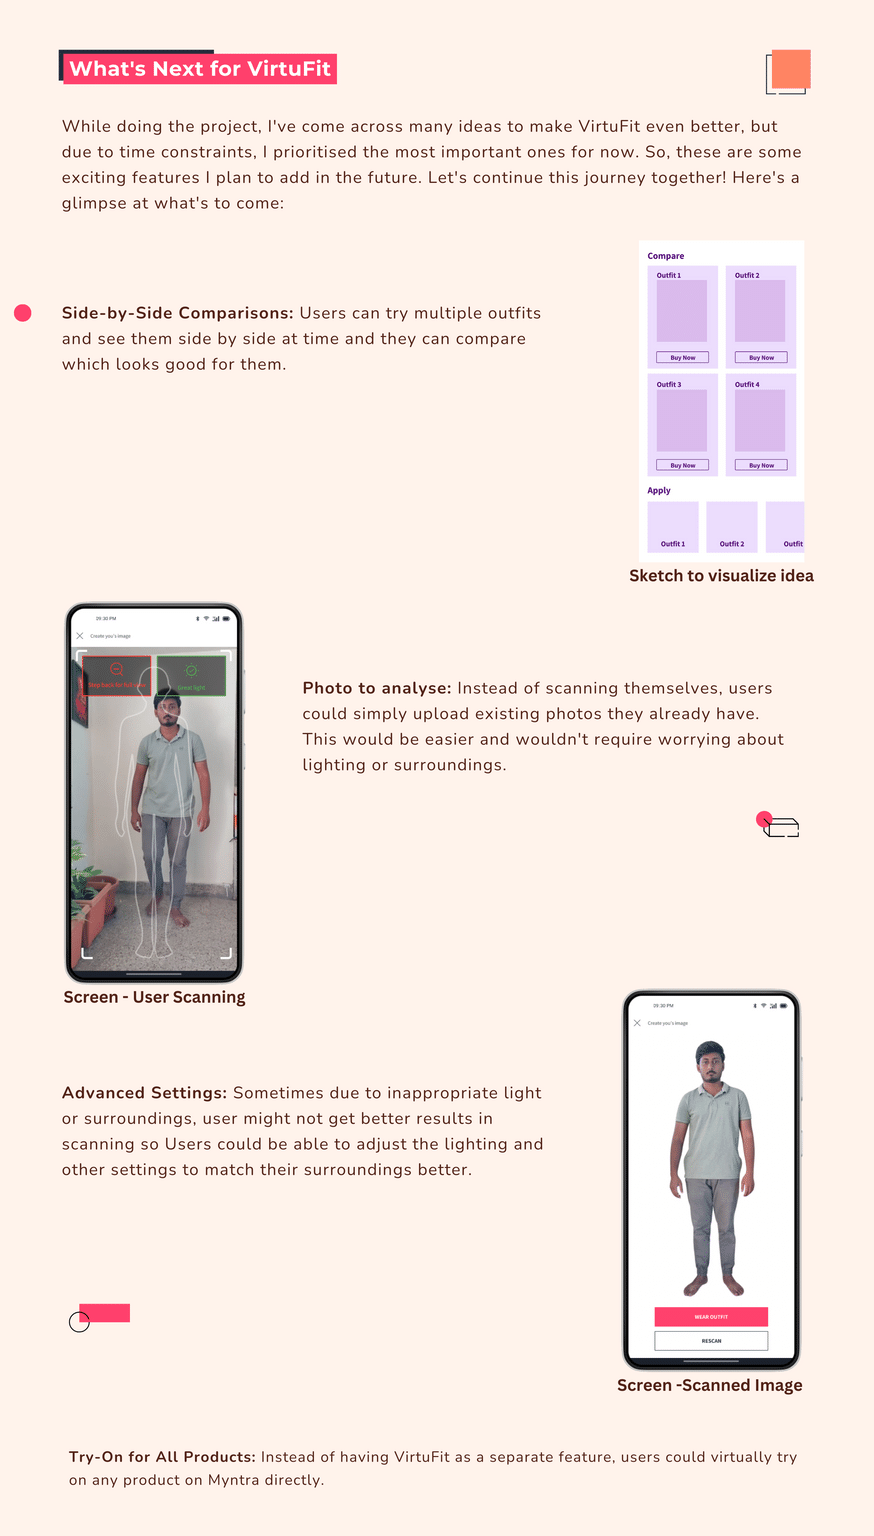 What's Next for VirtuFit
While doing the project, I've come across many ideas to make VirtuFit even better, but
due to time constraints, I prioritised the most important ones for now. So, these are some
exciting features I plan to add in the future. Let's continue this journey together! Here's a
glimpse at what's to come:
Side-by-Side Comparisons: Users can try multiple outfits
and see them side by side at time and they can compare
which looks good for them.
Compare
Outfit 1
Outfit 2
Buy Now
Buy Now
Outfit 3
Outfit 4
Buy Now
Buy Now
Apply
Outfit 1
Outfit 2
Outfit
Sketch to visualize idea
09:30 PM
Create you's Image
Step back for full view
Great light
Screen - User Scanning
Photo to analyse: Instead of scanning themselves, users
could simply upload existing photos they already have.
This would be easier and wouldn't require worrying about
lighting or surroundings.
Advanced Settings: Sometimes due to inappropriate light
or surroundings, user might not get better results in
scanning so Users could be able to adjust the lighting and
other settings to match their surroundings better.
09:30 PM
Create you's Image
WEAR OUTFIT
RESCAN
Screen -Scanned Image
Try-On for All Products: Instead of having VirtuFit as a separate feature, users could virtually try
on any product on Myntra directly.